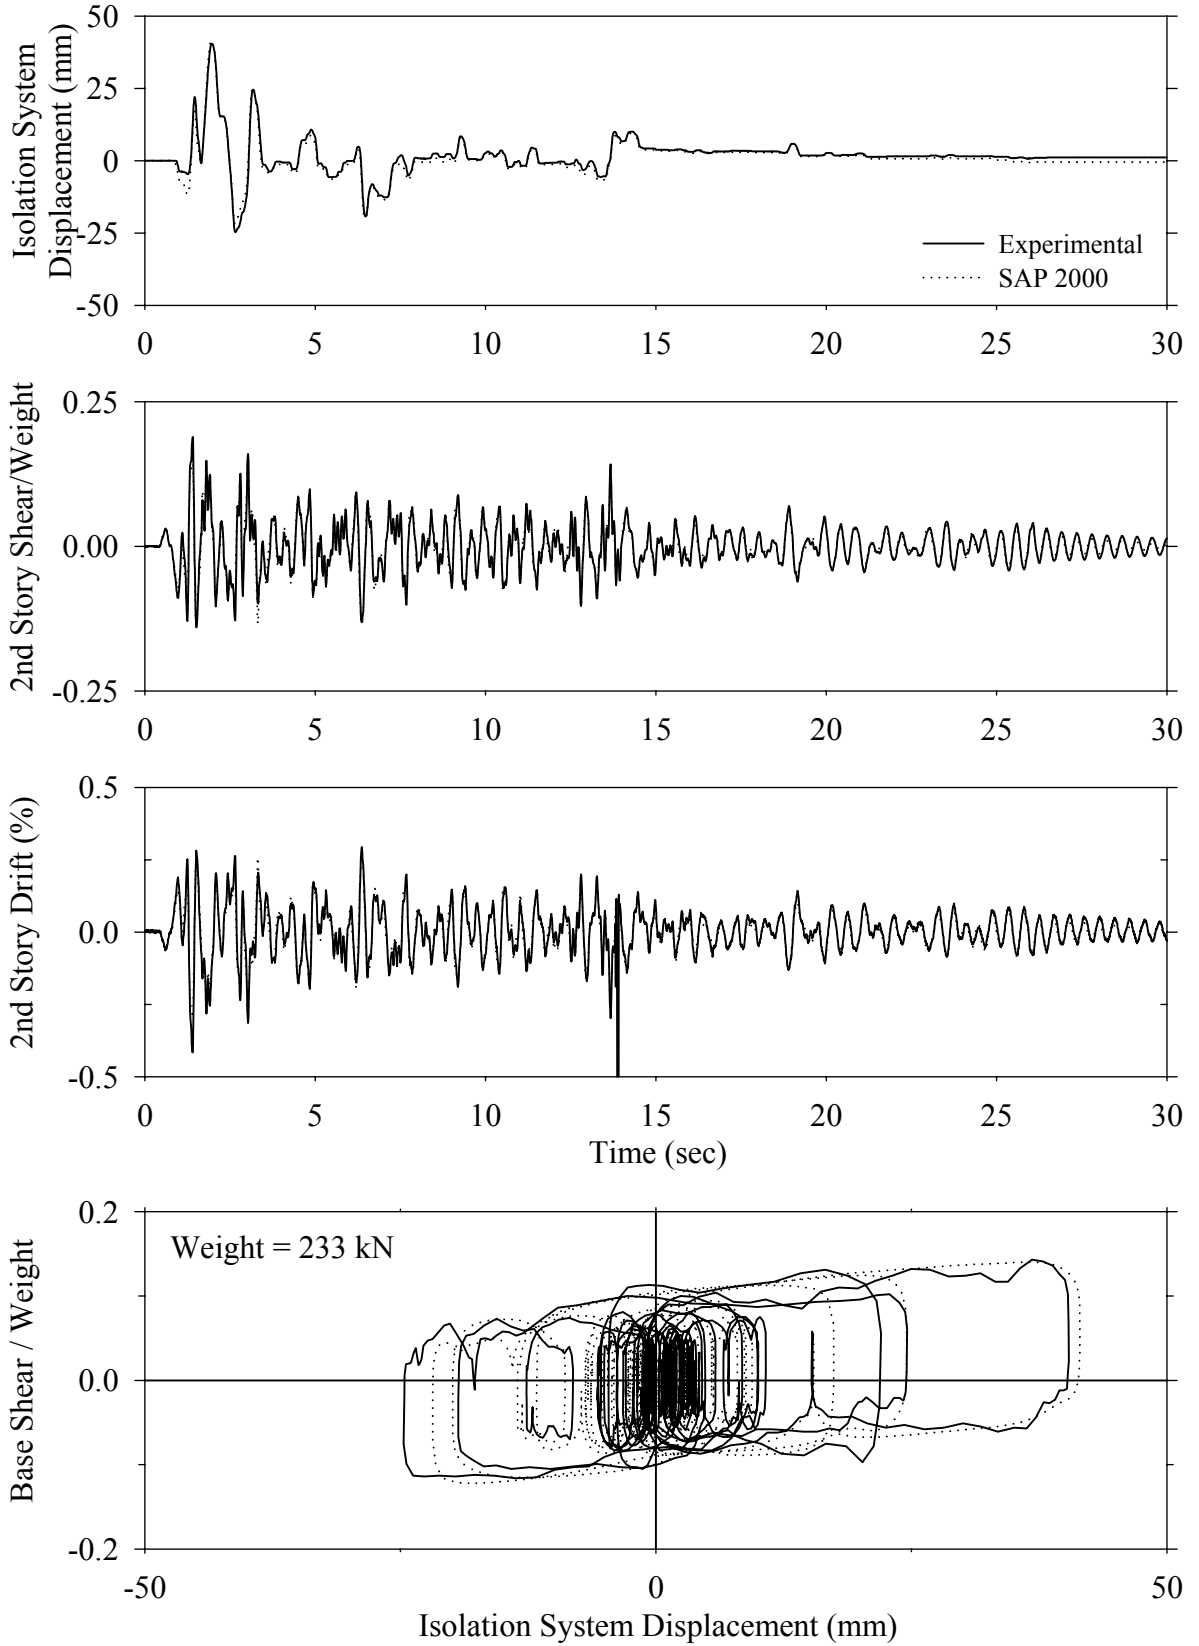 50
25
0
-25
-50
Isolation System
Displacement (mm)
Experimental
SAP 2000
0 5 10 15 20 25 30
0.25
0.00
-0.25
2nd Story Shear/Weight
0 5 10 15 20 25 30
0.5
0.0
-0.5
2nd Story Drift (%)
0 5 10 15 20 25 30
Time (sec)
0.2
0.0
-0.2
Base Shear / Weight
Weight = 233 kN
-50 0 50
Isolation System Displacement (mm)